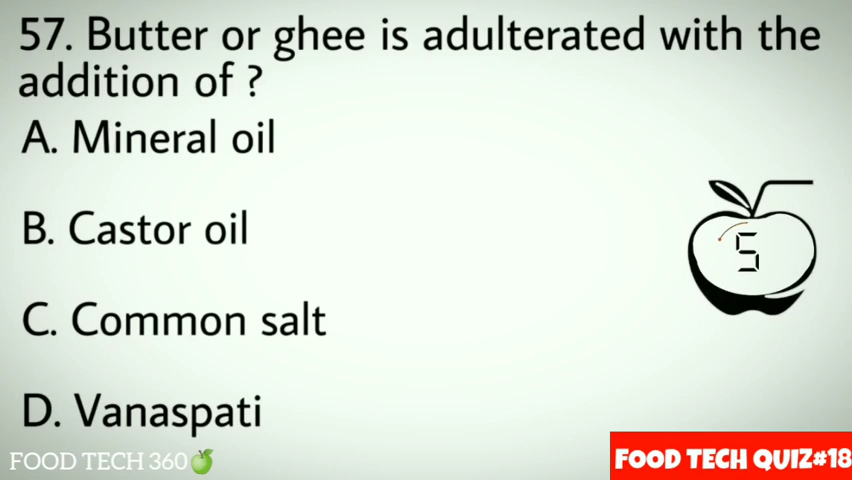 57. Butter or ghee is adulterated with the
addition of ?
A. Mineral oil
B. Castor oil
5
C. Common salt
D. Vanaspati
FOOD TECH 360
FOOD TECH QUIZ#18